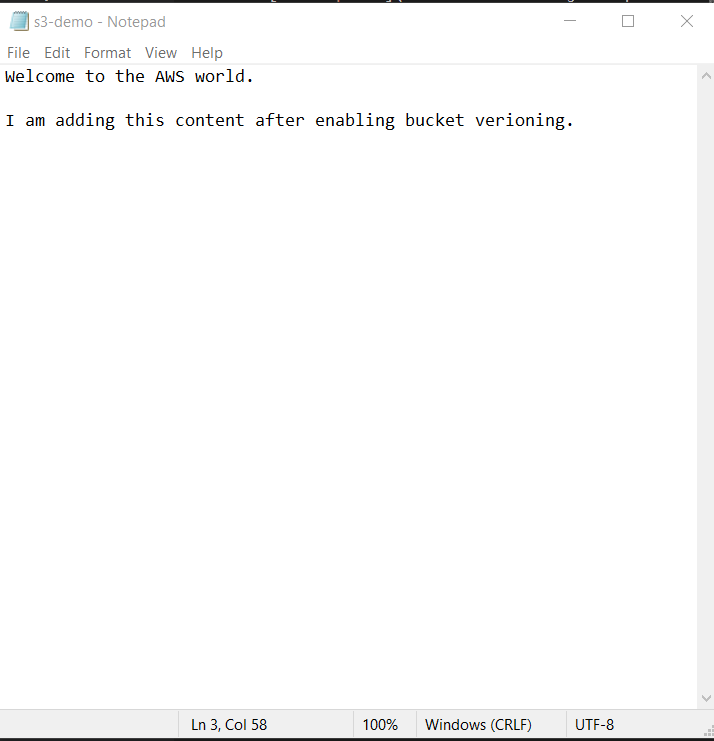 s3-demo - Notepad
File Edit Format View Help
Welcome to the AWS world.
I am adding this content after enabling bucket verioning.
Ln 3, Col 58 100% Windows (CRLF) UTF-8